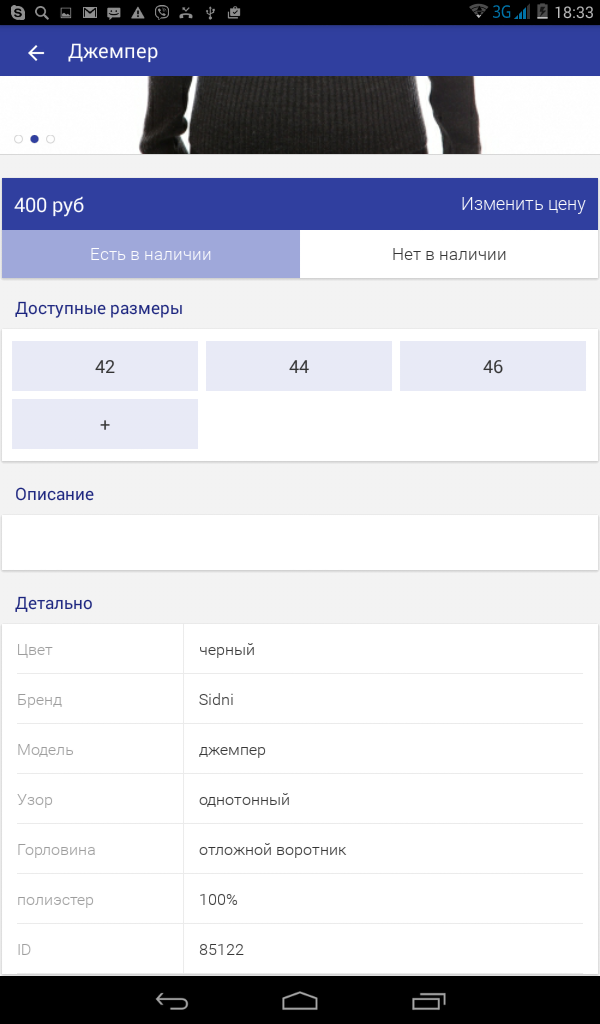 3G 18:33
Джемпер
400 руб Изменить цену
Есть в наличии Нет в наличии
Доступные размеры
42 44 46
+
Описание
Детально
Цвет черный
Бренд Sidni
Модель джемпер
Узор однотонный
Горловина отложной воротник
полиэстер 100%
ID 85122